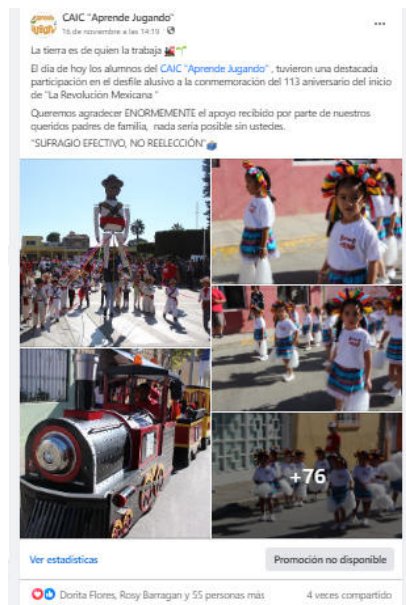 CAIC "Aprende Jugando"
16 de noviembre a las 14:19
La tierra es de quien la trabaja
El día de hoy los alumnos del CAIC "Aprende Jugando" , tuvieron una destacada
participación en el desfile alusivo a la conmemoración del 113 aniversario del inicio
de "La Revolución Mexicana "
Queremos agradecer ENORMEMENTE el apoyo recibido por parte de nuestros
queridos padres de familia, nada sería posible sin ustedes.
"SUFRAGIO EFECTIVO, NO REELECCIÓN"
+76
Ver estadísticas
Promoción no disponible
Dorita Flores, Rosy Barragan y 55 personas más
4 veces compartido